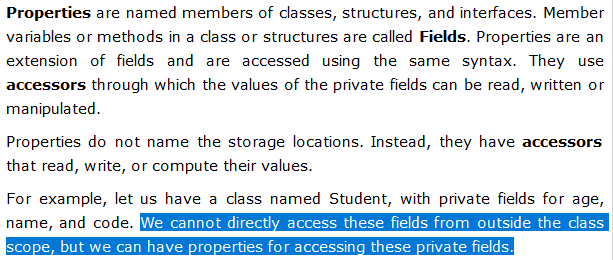 Properties are named members of classes, structures, and interfaces. Member
variables or methods in a class or structures are called Fields. Properties are an
extension of fields and are accessed using the same syntax. They use
accessors through which the values of the private fields can be read, written or
manipulated.
Properties do not name the storage locations. Instead, they have accessors
that read, write, or compute their values.
For example, let us have a class named Student, with private fields for age,
name, and code. We cannot directly access these fields from outside the class
scope, but we can have properties for accessing these private fields.